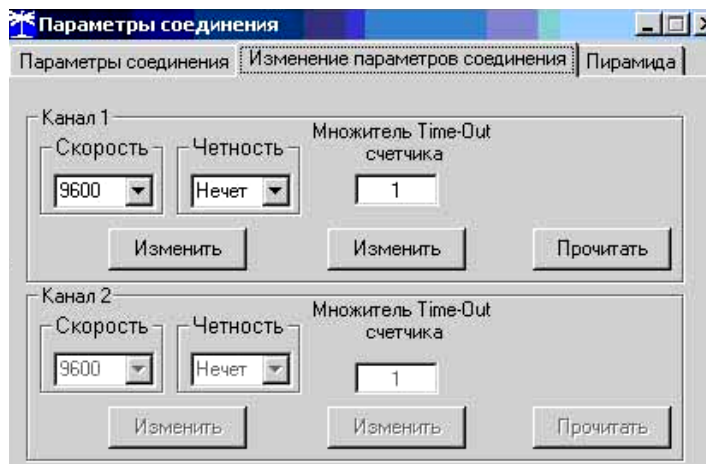 Параметры соединения
Параметры соединения Изменение параметров соединения Пирамида
Канал 1
Скорость Четность Множитель Time-Out
счетчика
9600 Нечет 1
Изменить Изменить Прочитать
Канал 2
Скорость Четность Множитель Time-Out
счетчика
9600 Нечет 1
Изменить Изменить Прочитать